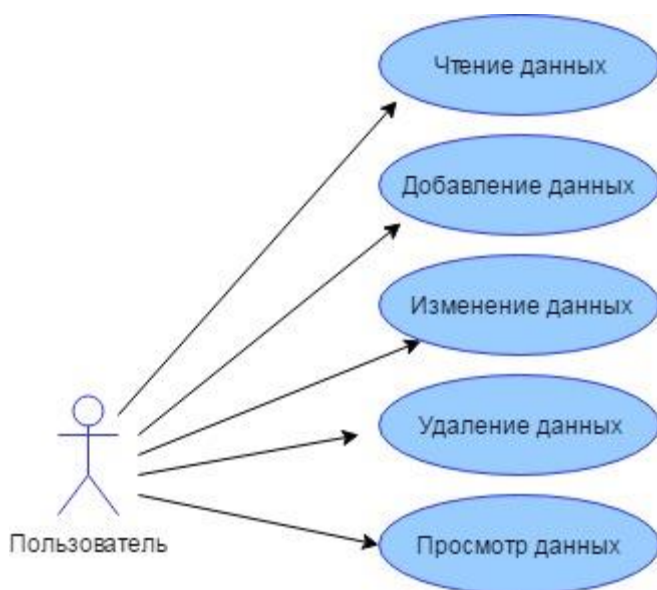 Чтение данных
Добавление данных
Изменение данных
Удаление данных
Пользователь
Просмотр данных